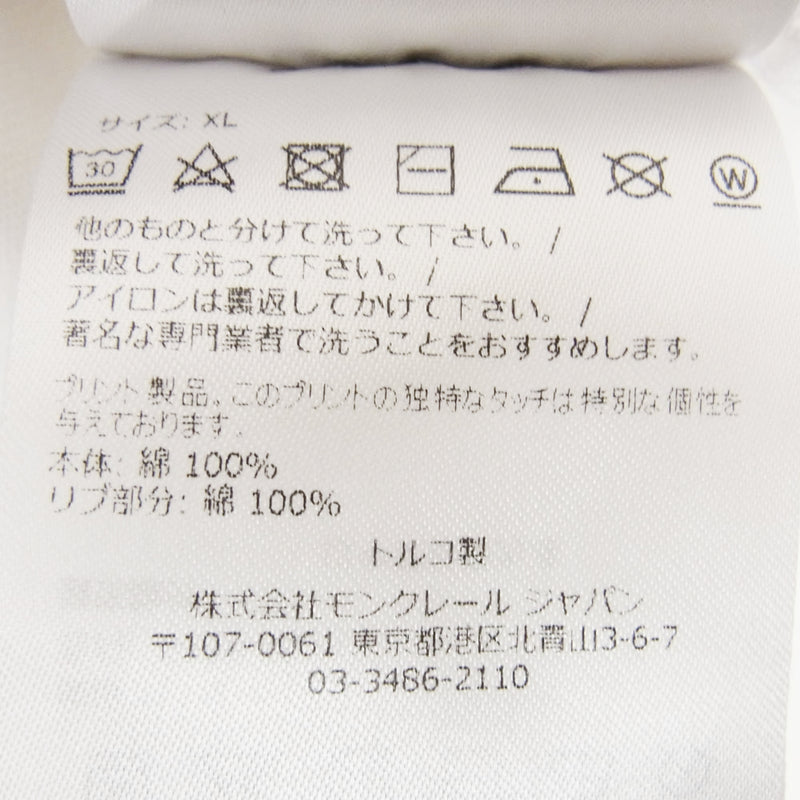 サイズ: XL
30
W
他のものと分けて洗って下さい。 /
裏返して洗って下さい。 /
アイロンは裏返してかけて下さい。 /
著名な専門業者で洗うことをおすすめします。
プリント製品。このプリントの独特なタッチは特別な個性を
与えております。
本体: 綿 100%
リブ部分: 綿 100%
トルコ製
株式会社モンクレール ジャパン
〒107-0061 東京都港区北青山3-6-7
03-3486-2110